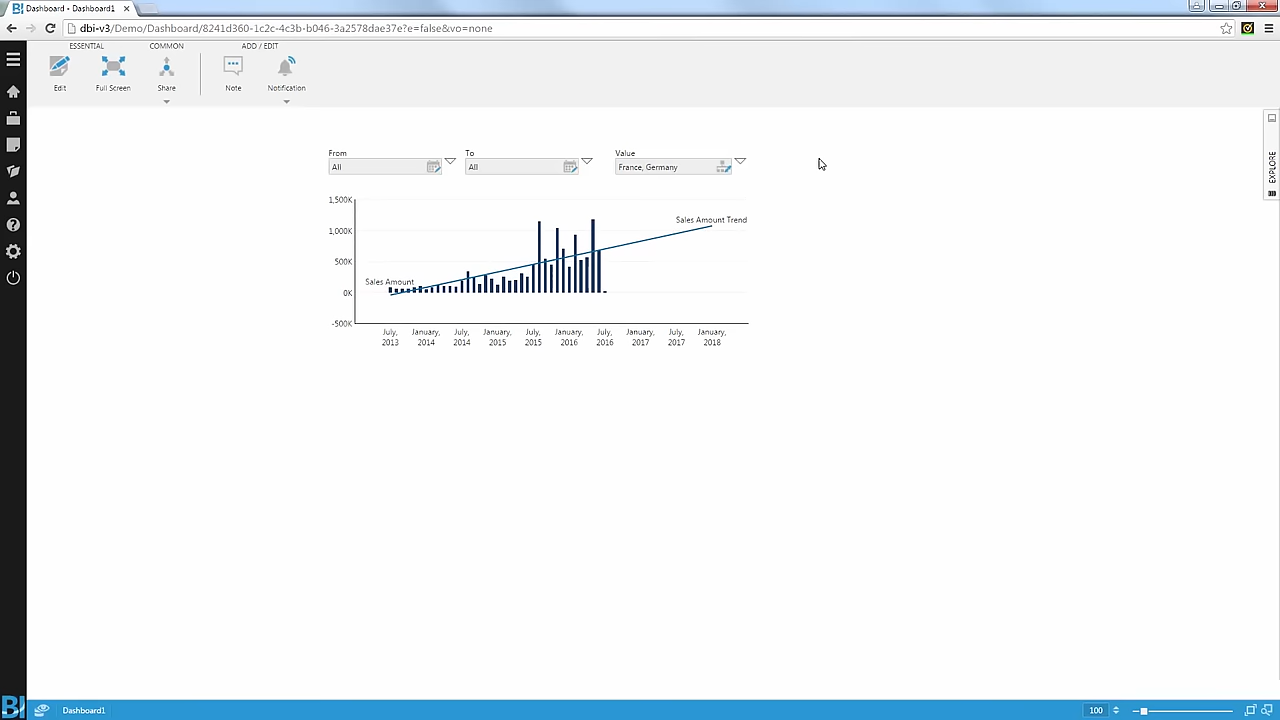 Dashboard • Dashboard1
dbi-v3/Demo/Dashboard/8241d360-1c2c-4c3b-b046-3a2578dae37e?e=false&vo=none
ESSENTIAL COMMON ADD / EDIT
Edit Full Screen Share Note Notification
EXPLORE
From To Value
All All France, Germany
1,500K
Sales Amount Trend
1,000K
500K
Sales Amount
0K
-500K
July, January, July, January, July, January, July, January, July, January,
2013 2014 2014 2015 2015 2016 2016 2017 2017 2018
Dashboard1 100